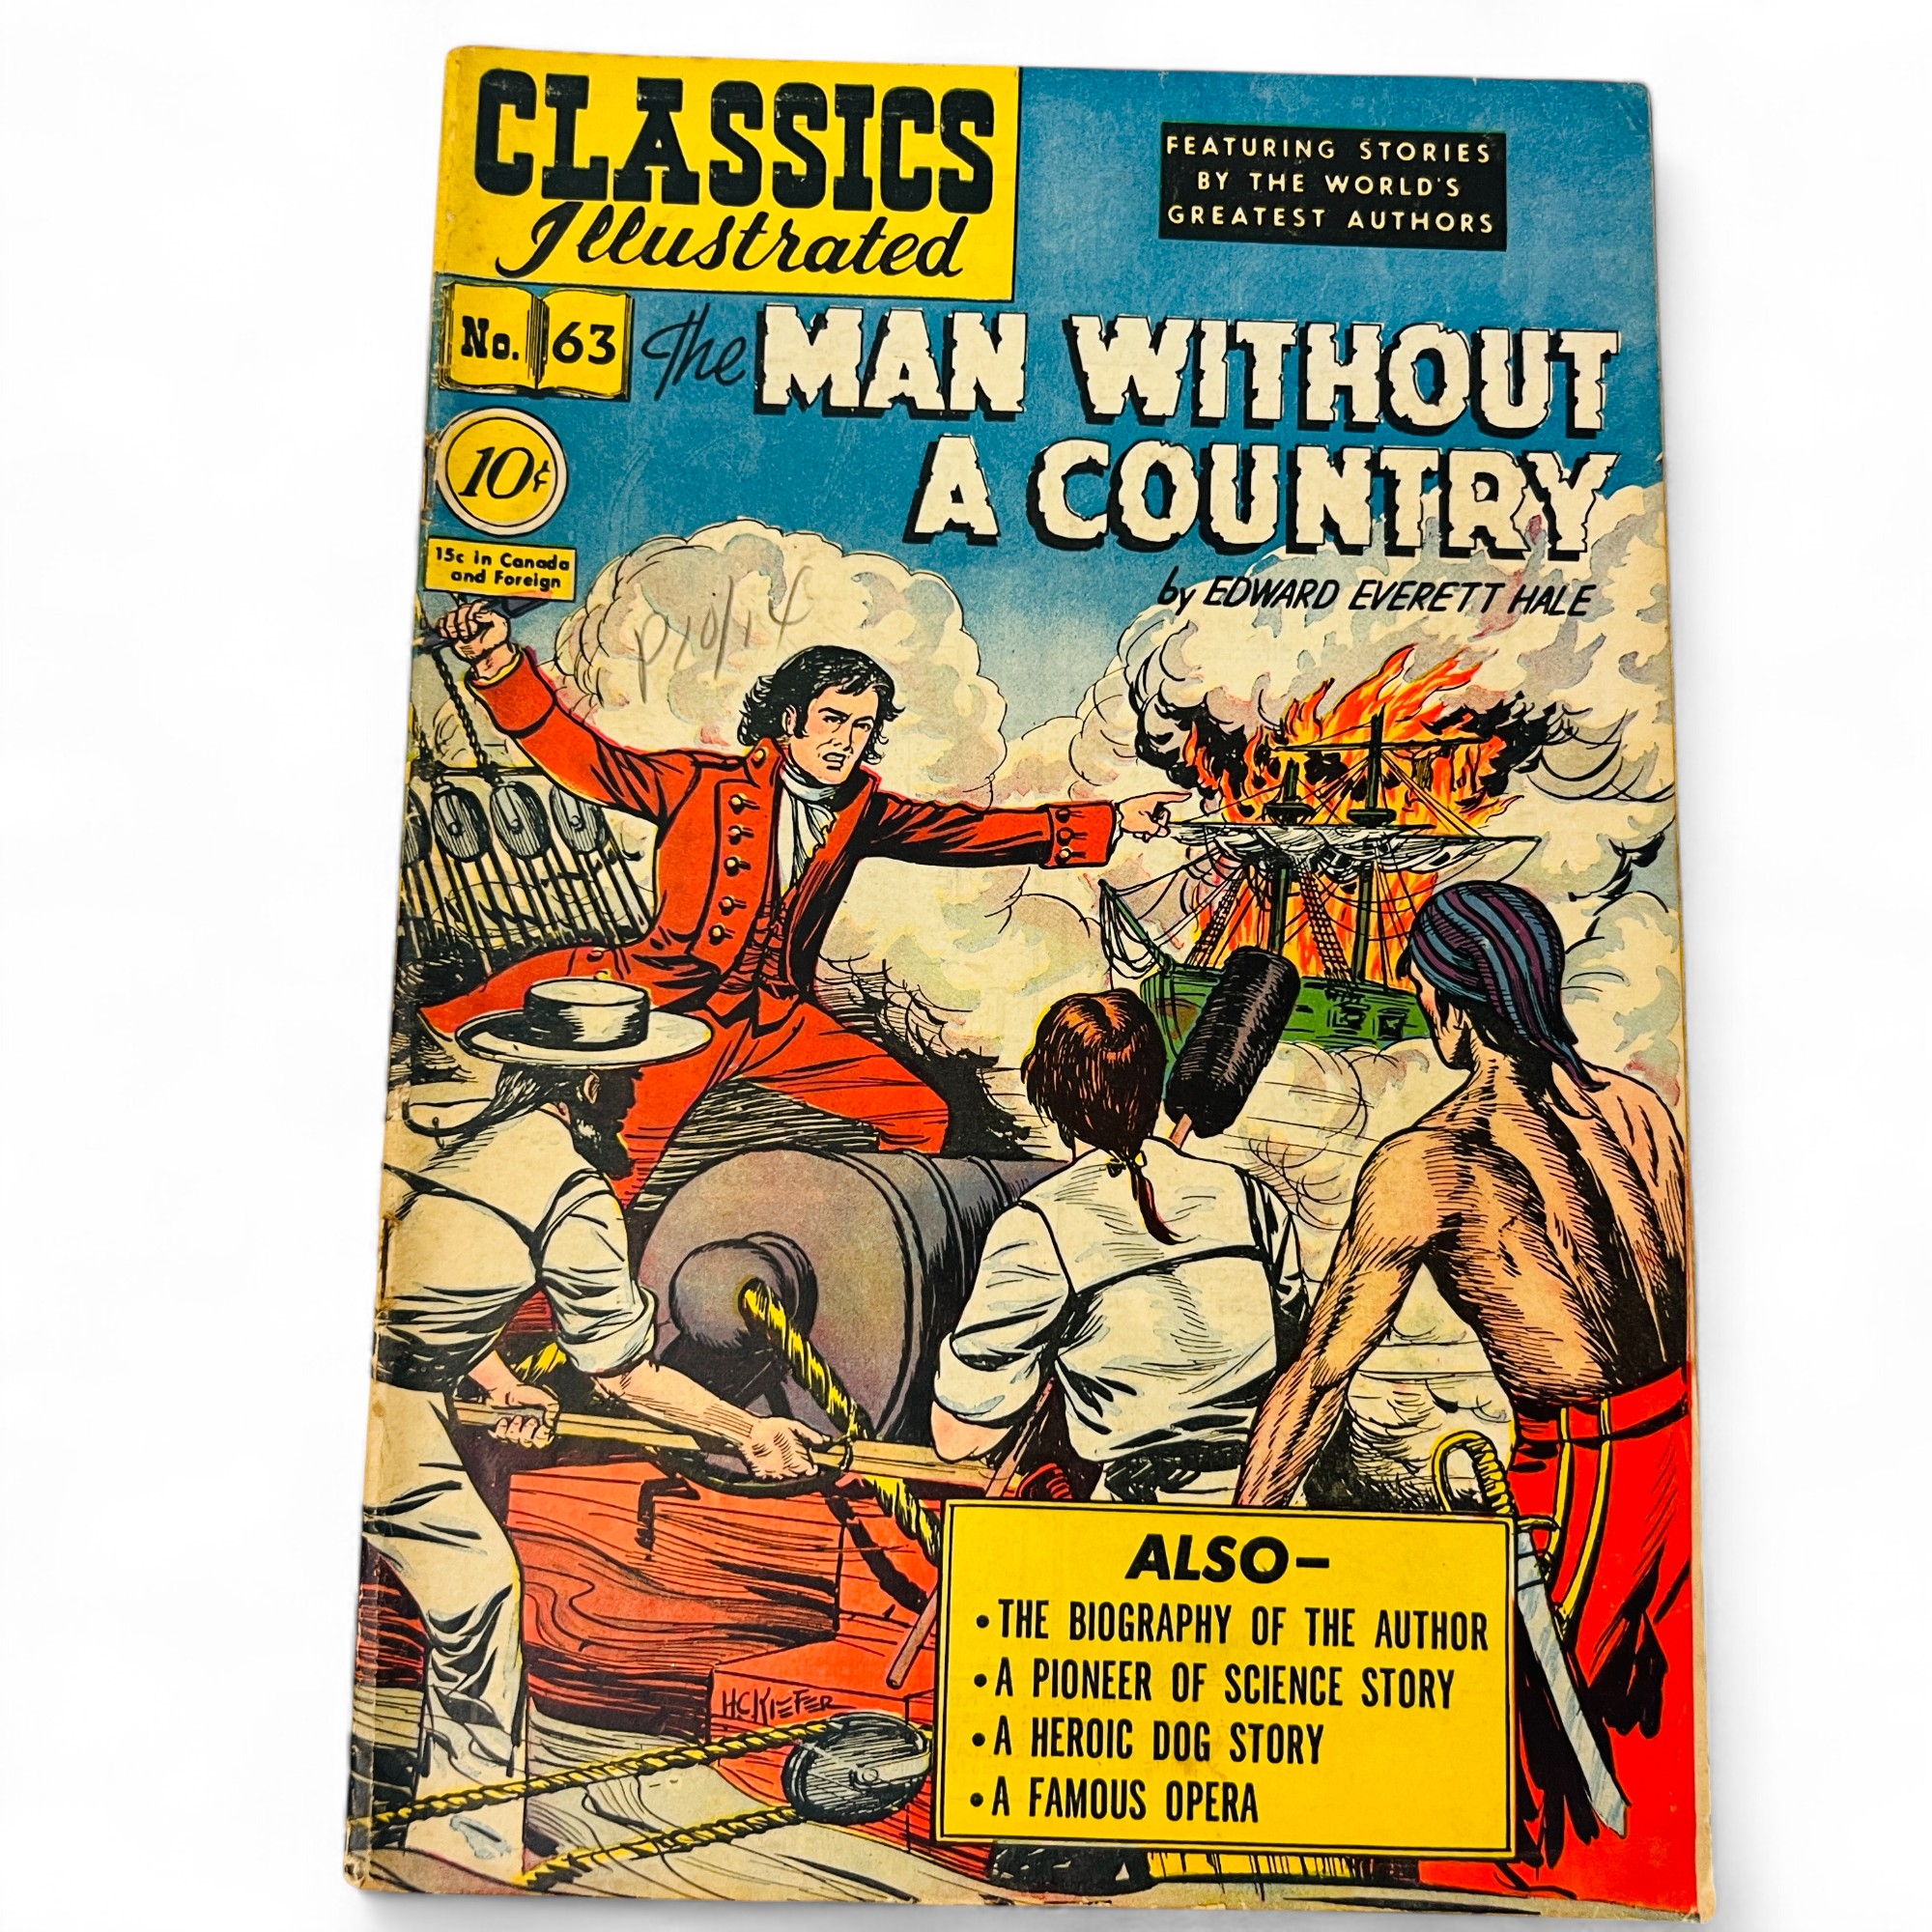 CLASSICS
Illustrated
FEATURING STORIES
BY THE WORLD'S
GREATEST AUTHORS
No. 63
The MAN WITHOUT
A COUNTRY
10¢
15c in Canada
and Foreign
by EDWARD EVERETT HALE
ALSO—
•THE BIOGRAPHY OF THE AUTHOR
•A PIONEER OF SCIENCE STORY
•A HEROIC DOG STORY
•A FAMOUS OPERA
HCKIEFER